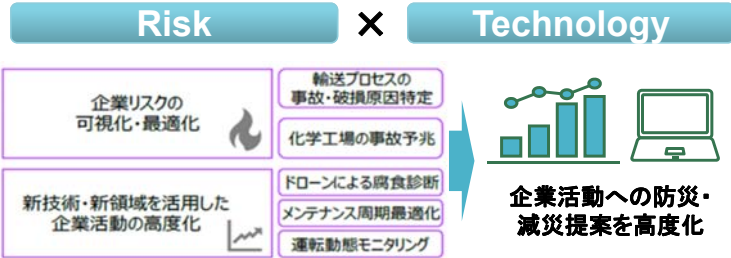 Risk × Technology
企業リスクの
可視化・最適化
輸送プロセスの
事故・破損原因特定
化学工場の事故予兆
新技術・新領域を活用した
企業活動の高度化
ドローンによる腐食診断
メンテナンス周期最適化
運転動態モニタリング
企業活動への防災・
減災提案を高度化